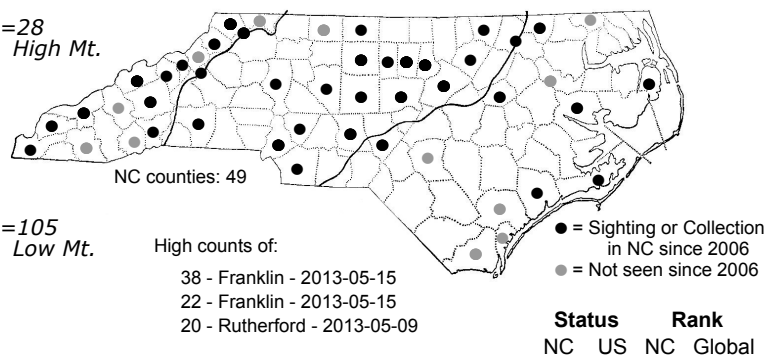 =28
High Mt.
NC counties: 49
=105
Low Mt.
High counts of:
38 - Franklin - 2013-05-15
22 - Franklin - 2013-05-15
20 - Rutherford - 2013-05-09
= Sighting or Collection
in NC since 2006
= Not seen since 2006
Status Rank
NC US NC Global